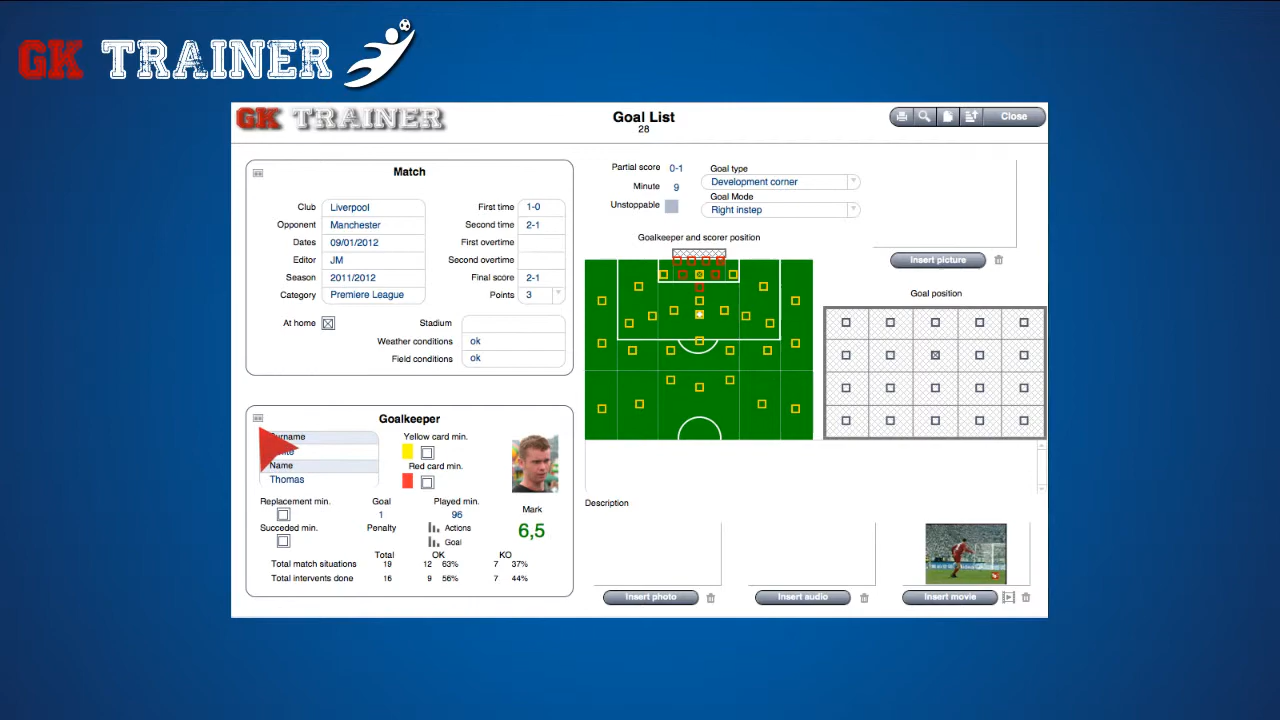 GK TRAINER
GK TRAINER
Goal List
28
Close
Match
Club Liverpool
Opponent Manchester
Dates 09/01/2012
Editor JM
Season 2011/2012
Category Premiere League
First time 1-0
Second time 2-1
First overtime
Second overtime
Final score 2-1
Points 3
At home
Stadium
Weather conditions ok
Field conditions ok
Partial score 0-1
Minute 9
Unstoppable
Goal type
Development corner
Goal Mode
Right instep
Insert picture
Goalkeeper and scorer position
Goal position
Goalkeeper
Name
Thomas
Yellow card min.
Red card min.
Replacement min.
Succeded min.
Goal
1
Penalty
Played min.
96
Actions
Goal
Mark
6,5
Total OK KO
Total match situations 19 12 63% 7 37%
Total intervents done 16 9 56% 7 44%
Description
Insert photo
Insert audio
Insert movie